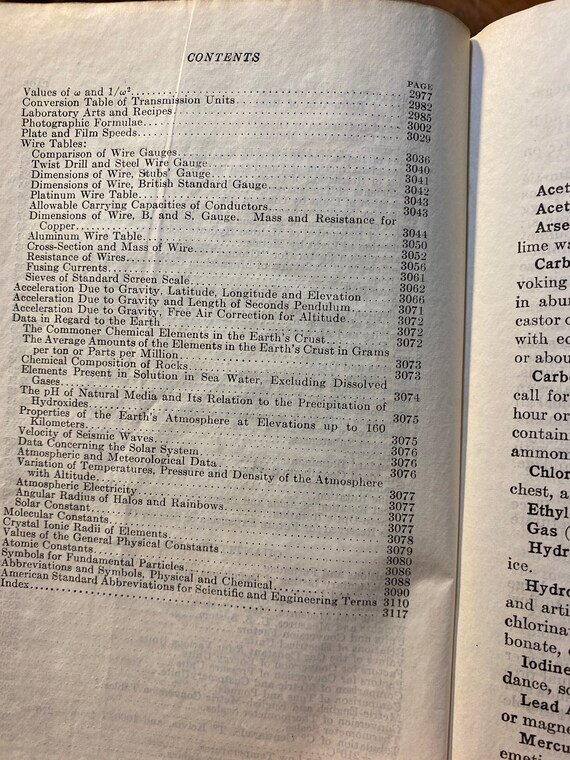 CONTENTS
PAGE
Values of ω and 1/ω²........ 2977
Conversion Table of Transmission Units........ 2982
Laboratory Arts and Recipes........ 2985
Photographic Formulae........ 3002
Plate and Film Speeds........ 3029
Wire Tables:
Comparison of Wire Gauges........ 3036
Twist Drill and Steel Wire Gauge........ 3040
Dimensions of Wire, Stubs' Gauge........ 3041
Dimensions of Wire, British Standard Gauge........ 3042
Platinum Wire Table........ 3043
Allowable Carrying Capacities of Conductors........ 3043
Dimensions of Wire, B. and S. Gauge. Mass and Resistance for
Copper........ 3044
Aluminum Wire Table........ 3050
Cross-Section and Mass of Wire........ 3052
Resistance of Wires........ 3056
Fusing Currents........ 3061
Sieves of Standard Screen Scale........ 3062
Acceleration Due to Gravity, Latitude, Longitude and Elevation........ 3066
Acceleration Due to Gravity and Length of Seconds Pendulum........ 3071
Acceleration Due to Gravity, Free Air Correction for Altitude........ 3072
Data in Regard to the Earth........ 3072
The Commoner Chemical Elements in the Earth's Crust........ 3072
The Average Amounts of the Elements in the Earth's Crust in Grams
per ton or Parts per Million........ 3073
Chemical Composition of Rocks........ 3073
Elements Present in Solution in Sea Water, Excluding Dissolved
Gases........ 3074
The pH of Natural Media and Its Relation to the Precipitation of
Hydroxides........ 3075
Properties of the Earth's Atmosphere at Elevations up to 160
Kilometers........ 3075
Velocity of Seismic Waves........ 3076
Data Concerning the Solar System........ 3076
Atmospheric and Meteorological Data
Variation of Temperatures, Pressure and Density of the Atmosphere
with Altitude........ 3077
Atmospheric Electricity........ 3077
Angular Radius of Halos and Rainbows........ 3077
Solar Constant........ 3077
Molecular Constants........ 3078
Crystal Ionic Radii of Elements........ 3079
Values of the General Physical Constants........ 3080
Atomic Constants........ 3086
Symbols for Fundamental Particles........ 3088
Abbreviations and Symbols, Physical and Chemical........ 3090
American Standard Abbreviations for Scientific and Engineering Terms 3110
Index........ 3117
Acet
Acet
Arse
lime wa
Carb
voking
in abu
castor o
with eq
or abou
Carbo
call for
hour or
contain
ammoni
Chlor
chest, a
Ethyl
Gas (
Hydr
ice.
Hydro
and arti
chlorina
bonate,
Iodine
dance, so
Lead A
or magne
Mercu
emeti